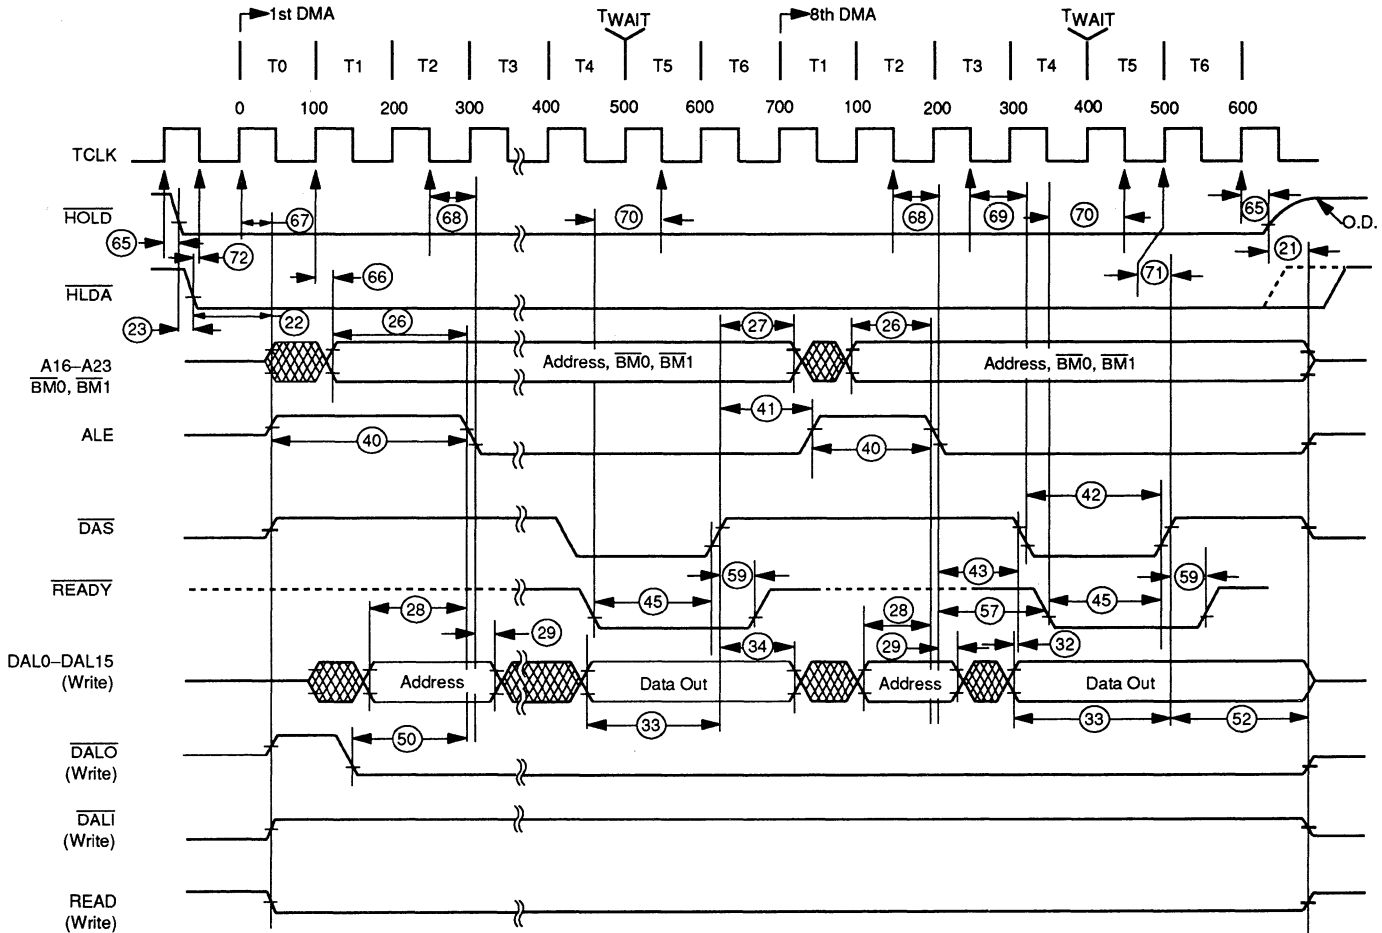 1st DMA TWAIT 8th DMA TWAIT
T0 T1 T2 T3 T4 T5 T6 T1 T2 T3 T4 T5 T6
0 100 200 300 400 500 600 700 100 200 300 400 500 600
TCLK
HOLD 67 68 70 68 69 70 65 O.D.
65 72 21
66 71
HLDA
23 22 26 27 26
A16–A23 Address, BM0, BM1 Address, BM0, BM1
BM0, BM1
41
ALE 40 40
42
DAS
59 43 59
READY 45 57 45
28 28
29 34 29 32
DAL0–DAL15
(Write) Address Data Out Address Data Out
33 33 52
50
DALO
(Write)
DALI
(Write)
READ
(Write)